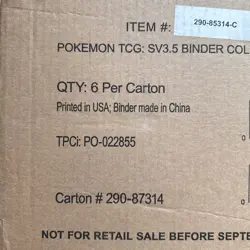 ITEM #: 290-85314-C
POKEMON TCG: SV3.5 BINDER COL
QTY: 6 Per Carton
Printed in USA; Binder made in China
TPCi: PO-022855
Carton # 290-87314
NOT FOR RETAIL SALE BEFORE SEPTE